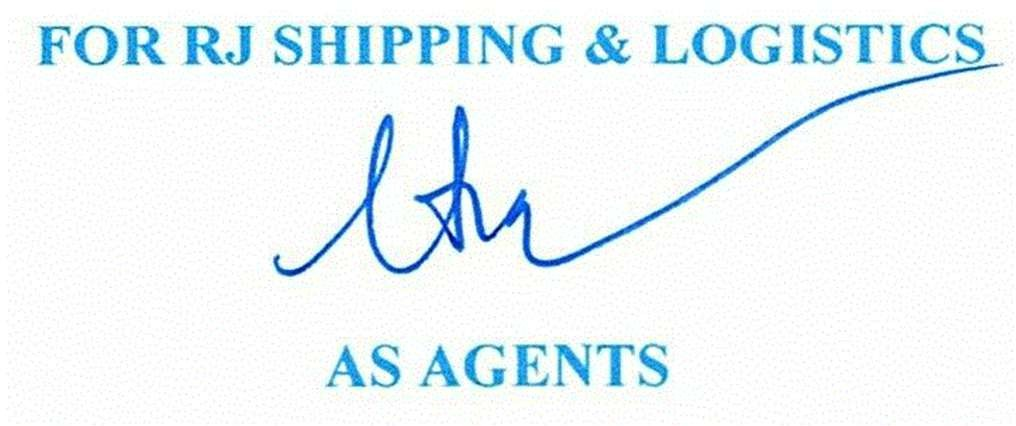 FOR RJ SHIPPING & LOGISTICS
AS AGENTS